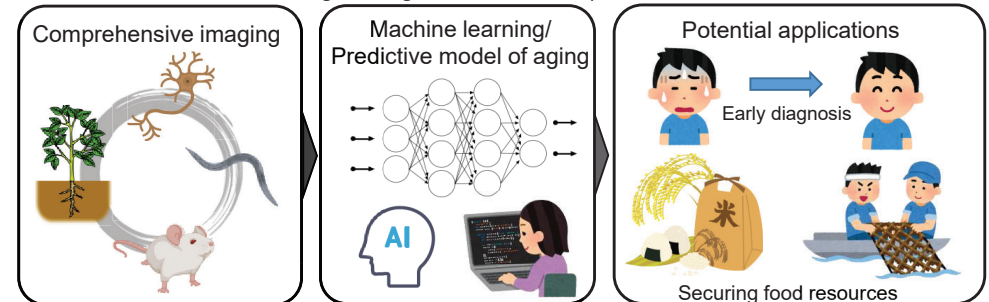 Comprehensive imaging
Machine learning/
Predictive model of aging
AI
Potential applications
Early diagnosis
米
Securing food resources